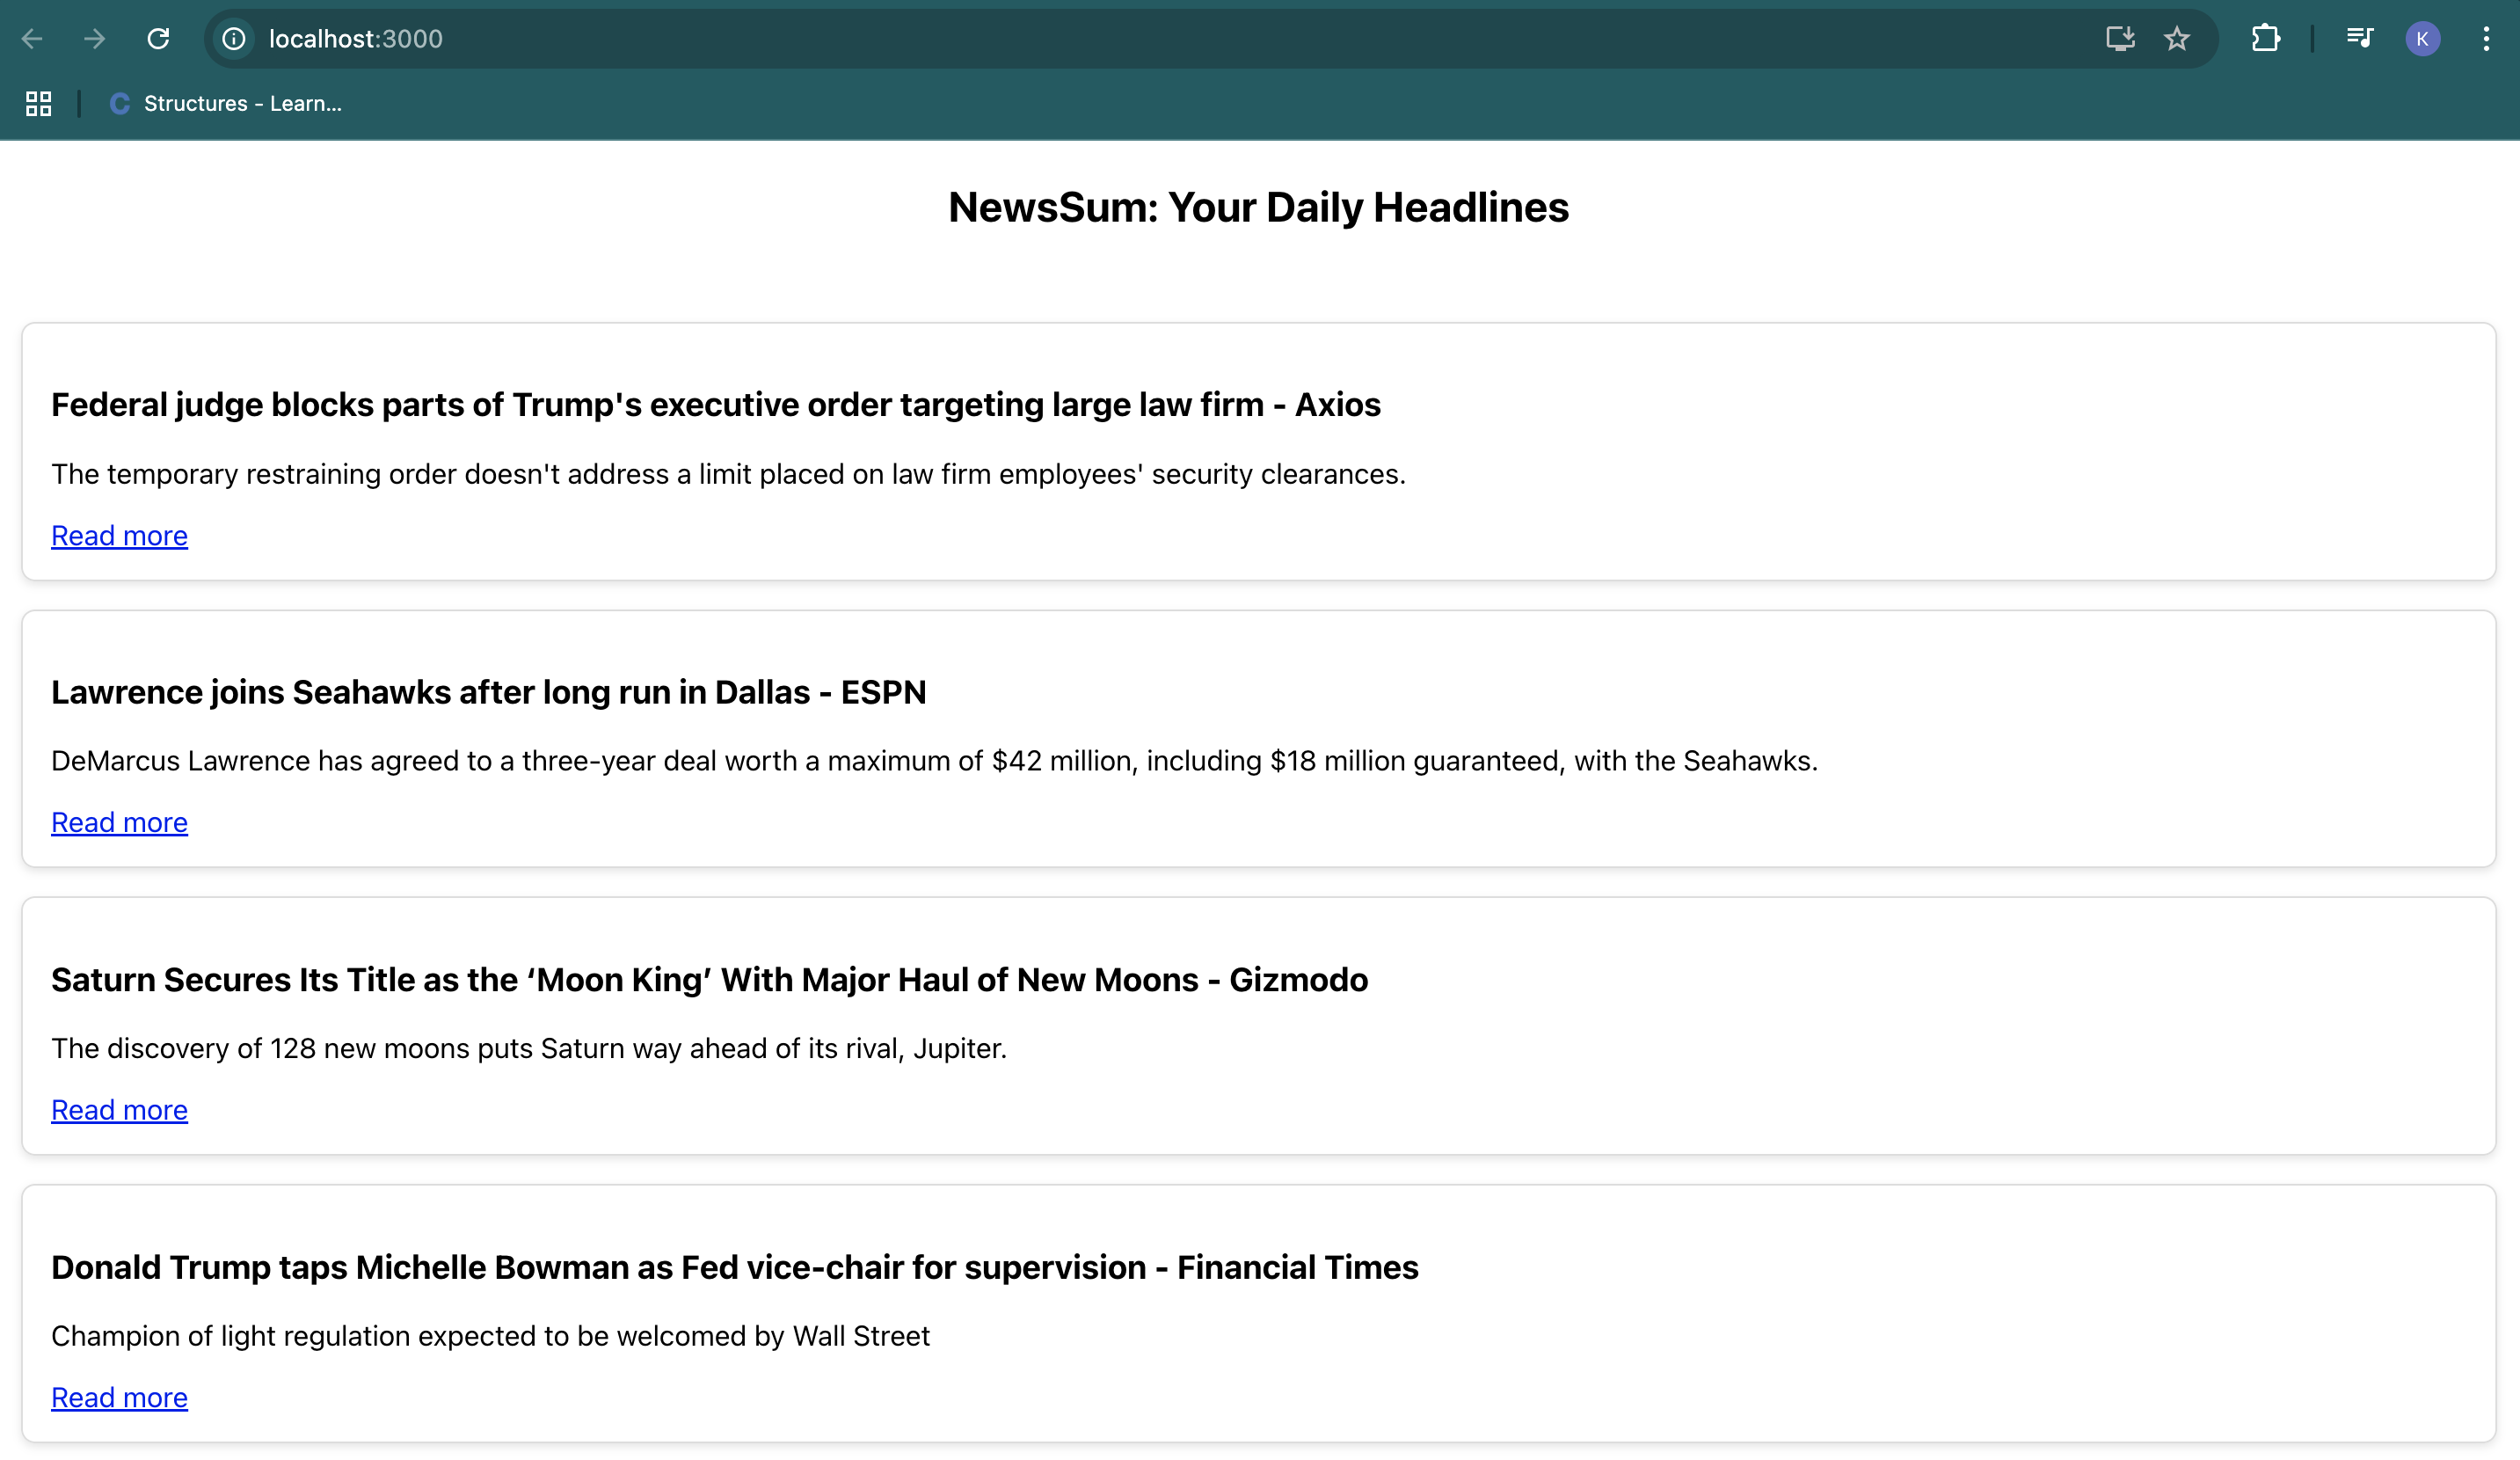 localhost:3000
K
Structures - Learn...
NewsSum: Your Daily Headlines
Federal judge blocks parts of Trump's executive order targeting large law firm - Axios
The temporary restraining order doesn't address a limit placed on law firm employees' security clearances.
Read more
Lawrence joins Seahawks after long run in Dallas - ESPN
DeMarcus Lawrence has agreed to a three-year deal worth a maximum of $42 million, including $18 million guaranteed, with the Seahawks.
Read more
Saturn Secures Its Title as the ‘Moon King’ With Major Haul of New Moons - Gizmodo
The discovery of 128 new moons puts Saturn way ahead of its rival, Jupiter.
Read more
Donald Trump taps Michelle Bowman as Fed vice-chair for supervision - Financial Times
Champion of light regulation expected to be welcomed by Wall Street
Read more